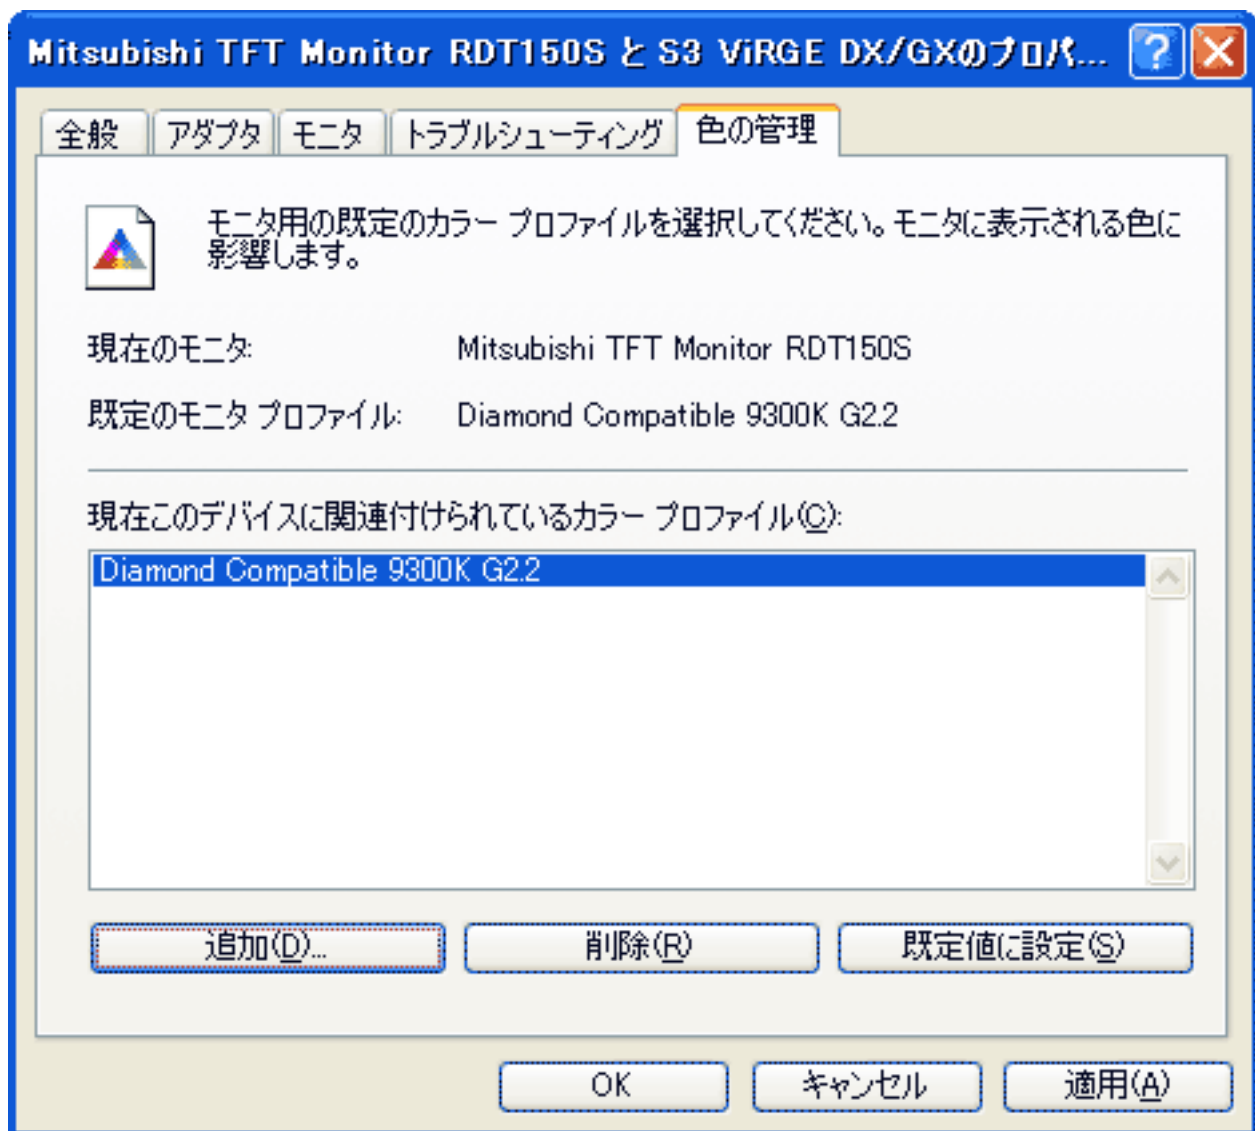 Mitsubishi TFT Monitor RDT150S と S3 ViRGE DX/GXのプロパ...
全般 アダプタ モニタ トラブルシューティング 色の管理
モニタ用の既定のカラー プロファイルを選択してください。モニタに表示される色に
影響します。
現在のモニタ: Mitsubishi TFT Monitor RDT150S
既定のモニタ プロファイル: Diamond Compatible 9300K G2.2
現在このデバイスに関連付けられているカラー プロファイル(C):
Diamond Compatible 9300K G2.2
追加(D)... 削除(R) 既定値に設定(S)
OK キャンセル 適用(A)